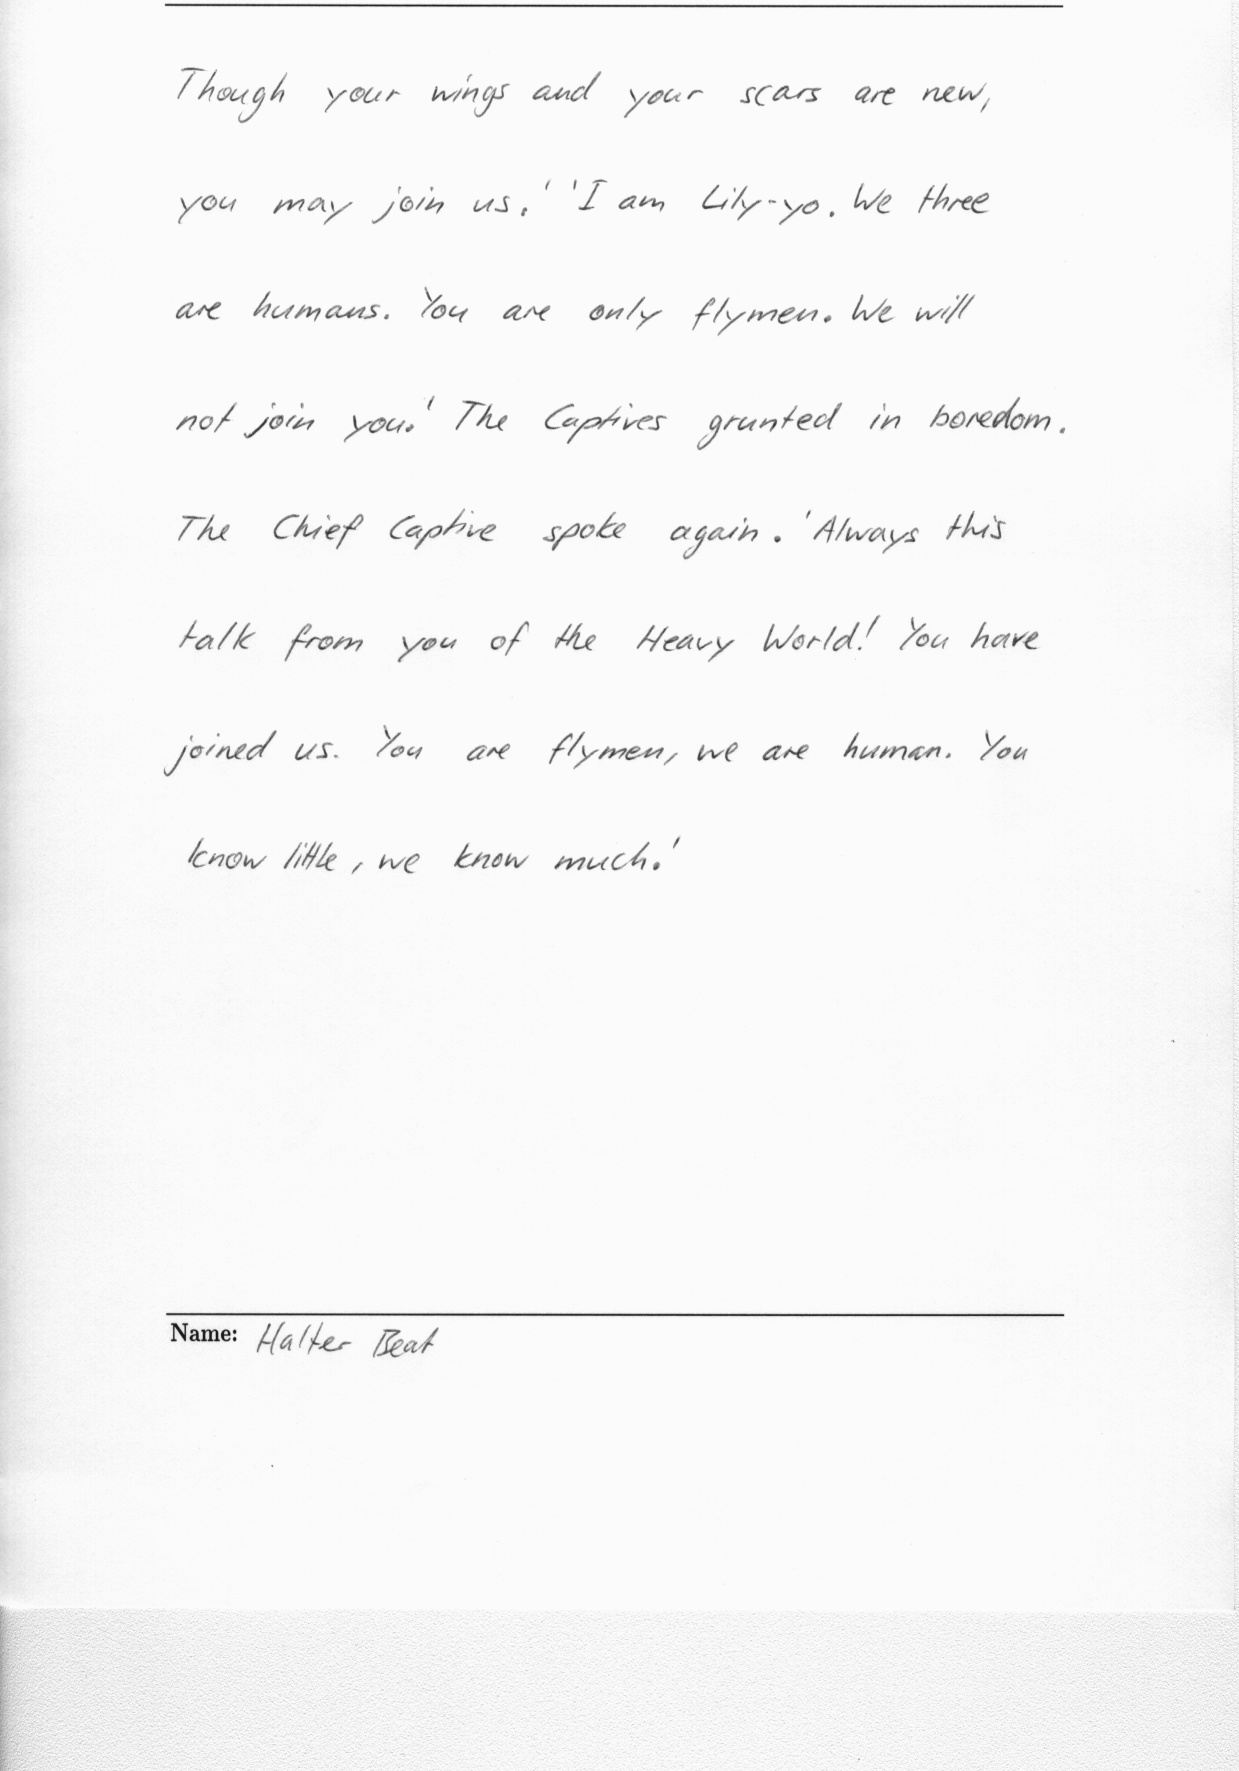 Though your wings and your scars are new,
you may join us.' 'I am Lily-yo. We three
are humans. You are only flymen. We will
not join you.' The Captives grunted in boredom.
The Chief Captive spoke again. 'Always this
talk from you of the Heavy World! You have
joined us. You are flymen, we are human. You
know little, we know much.'
Name: Halter Beat